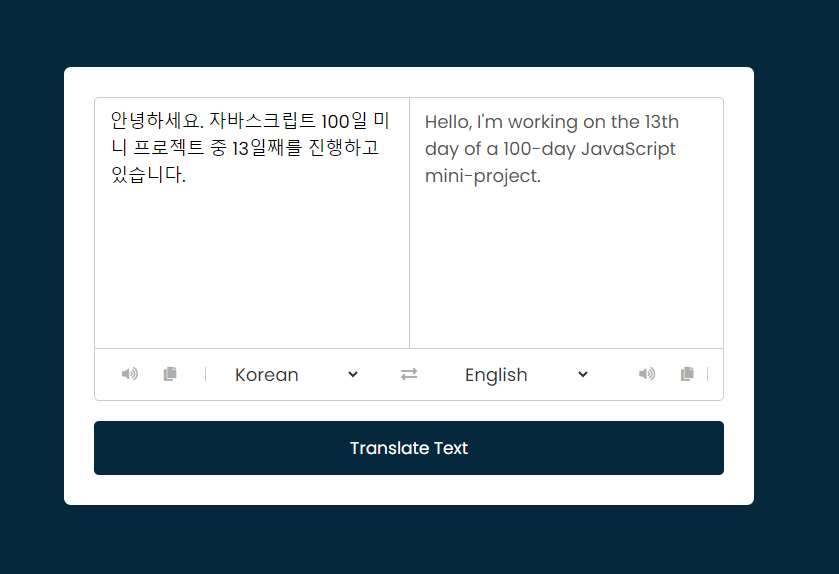 안녕하세요. 자바스크립트 100일 미
니 프로젝트 중 13일째를 진행하고
있습니다.
Hello, I'm working on the 13th
day of a 100-day JavaScript
mini-project.
Korean
English
Translate Text